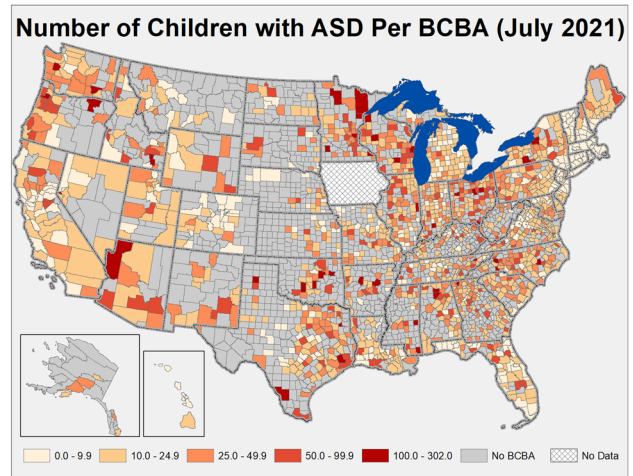 Number of Children with ASD Per BCBA (July 2021)
0.0 - 9.9 10.0 - 24.9 25.0 - 49.9 50.0 - 99.9 100.0 - 302.0 No BCBA No Data